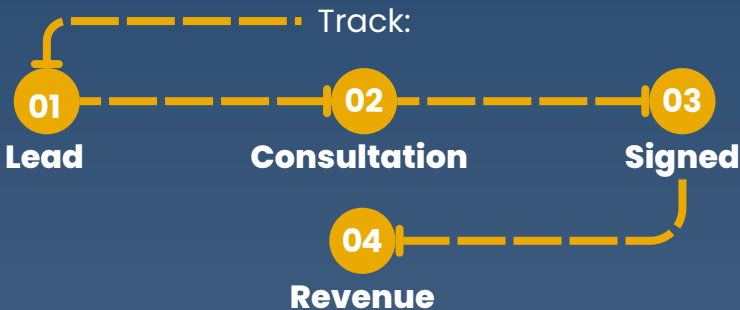 Track:
01
Lead
02
Consultation
03
Signed
04
Revenue